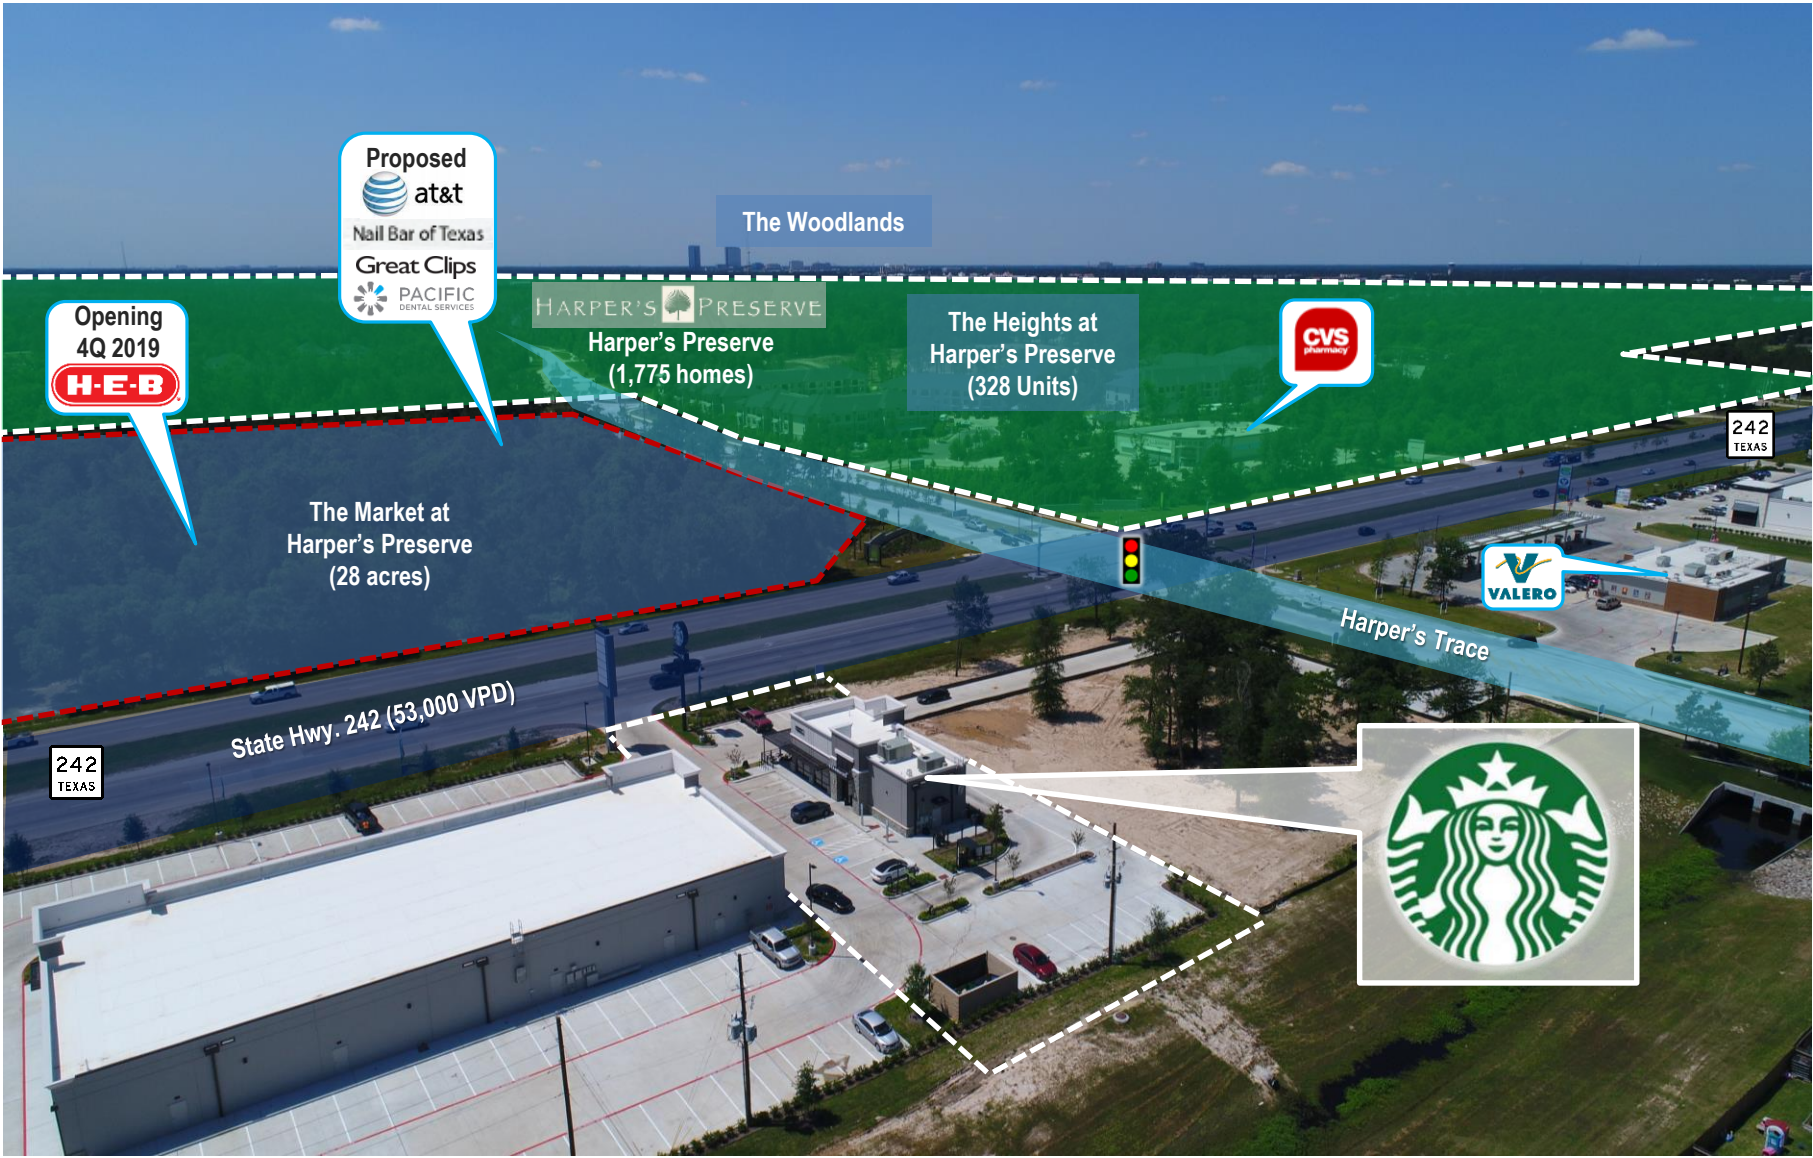 The Woodlands
Proposed
at&t
Nail Bar of Texas
Great Clips
PACIFIC
DENTAL SERVICES
Opening
4Q 2019
H-E-B
HARPER'S PRESERVE
Harper's Preserve
(1,775 homes)
The Heights at
Harper's Preserve
(328 Units)
CVS
pharmacy
242
TEXAS
The Market at
Harper's Preserve
(28 acres)
VALERO
Harper's Trace
State Hwy. 242 (53,000 VPD)
242
TEXAS